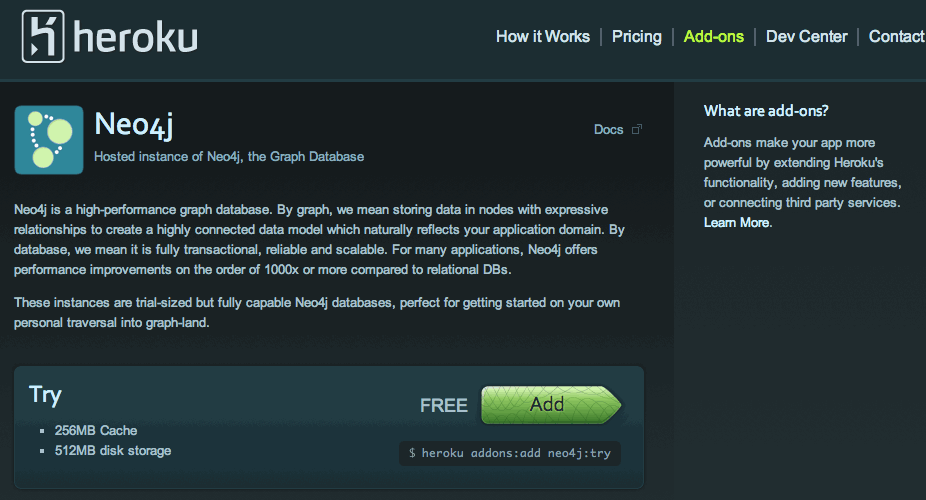 heroku
How it Works | Pricing | Add-ons | Dev Center | Contact
Neo4j
Hosted instance of Neo4j, the Graph Database
Docs
Neo4j is a high-performance graph database. By graph, we mean storing data in nodes with expressive
relationships to create a highly connected data model which naturally reflects your application domain. By
database, we mean it is fully transactional, reliable and scalable. For many applications, Neo4j offers
performance improvements on the order of 1000x or more compared to relational DBs.
These instances are trial-sized but fully capable Neo4j databases, perfect for getting started on your own
personal traversal into graph-land.
Try
256MB Cache
512MB disk storage
FREE
Add
$ heroku addons:add neo4j:try
What are add-ons?
Add-ons make your app more
powerful by extending Heroku's
functionality, adding new features,
or connecting third party services.
Learn More.